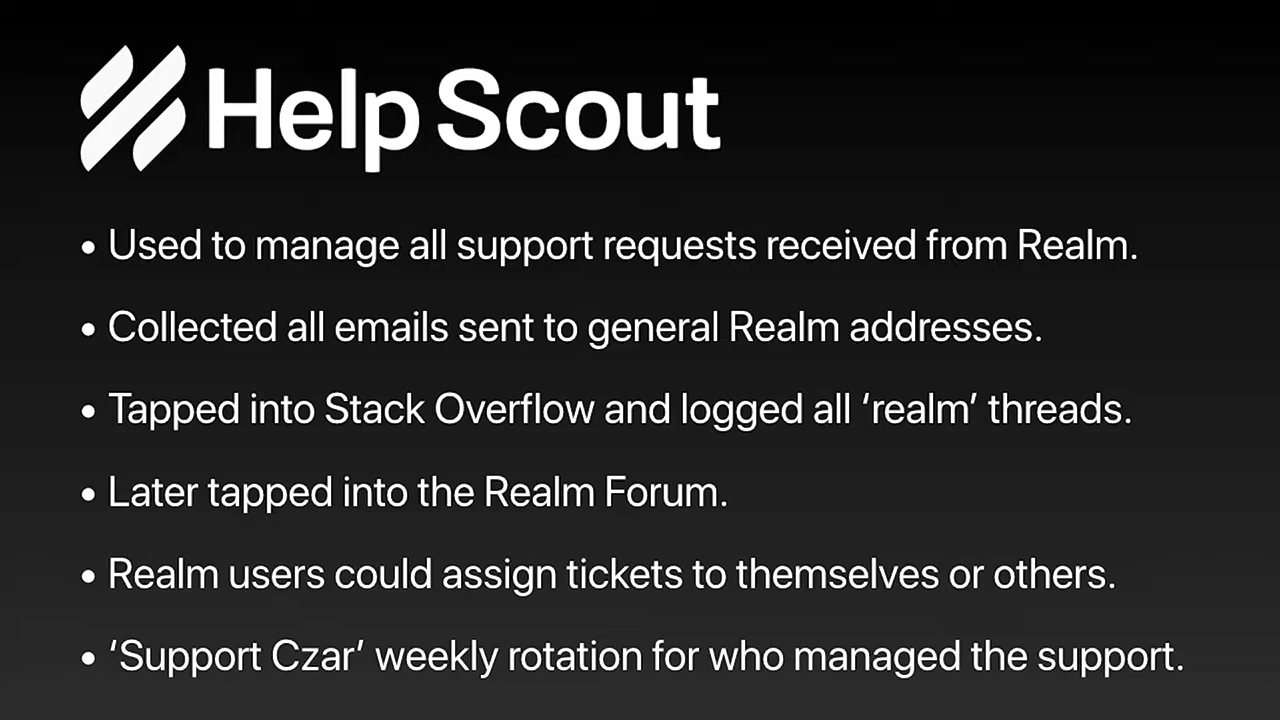 Help Scout
• Used to manage all support requests received from Realm.
• Collected all emails sent to general Realm addresses.
• Tapped into Stack Overflow and logged all ‘realm’ threads.
• Later tapped into the Realm Forum.
• Realm users could assign tickets to themselves or others.
• ‘Support Czar’ weekly rotation for who managed the support.